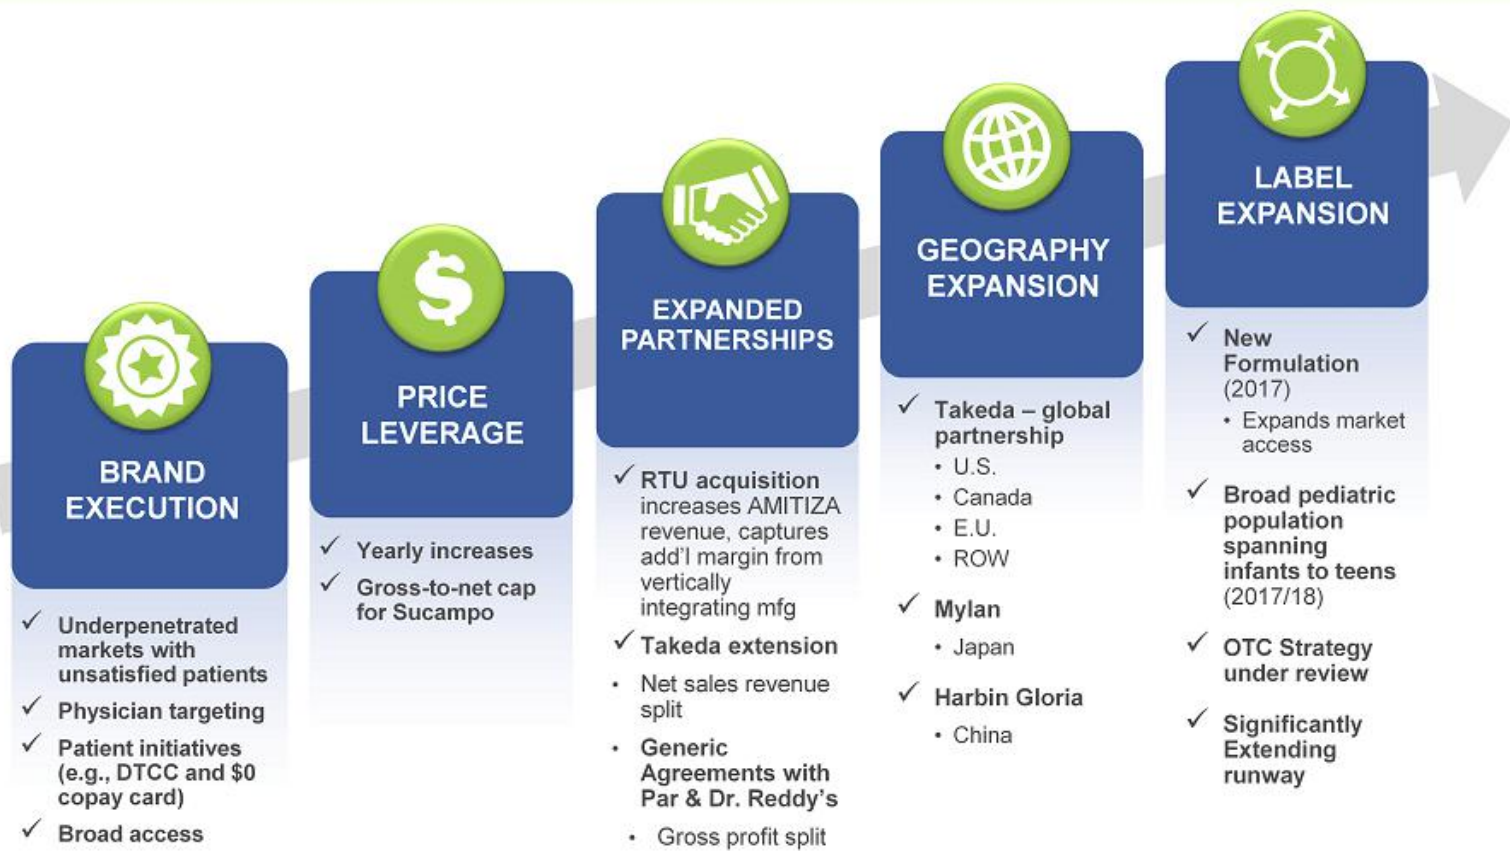 BRAND
EXECUTION
✓ Underpenetrated
markets with
unsatisfied patients
✓ Physician targeting
✓ Patient initiatives
(e.g., DTCC and $0
copay card)
✓ Broad access
$
PRICE
LEVERAGE
✓ Yearly increases
✓ Gross-to-net cap
for Sucampo
EXPANDED
PARTNERSHIPS
✓ RTU acquisition
increases AMITIZA
revenue, captures
add'l margin from
vertically
integrating mfg
✓ Takeda extension
• Net sales revenue
split
• Generic
Agreements with
Par & Dr. Reddy's
• Gross profit split
GEOGRAPHY
EXPANSION
✓ Takeda – global
partnership
• U.S.
• Canada
• E.U.
• ROW
✓ Mylan
• Japan
✓ Harbin Gloria
• China
LABEL
EXPANSION
✓ New
Formulation
(2017)
• Expands market
access
✓ Broad pediatric
population
spanning
infants to teens
(2017/18)
✓ OTC Strategy
under review
✓ Significantly
Extending
runway